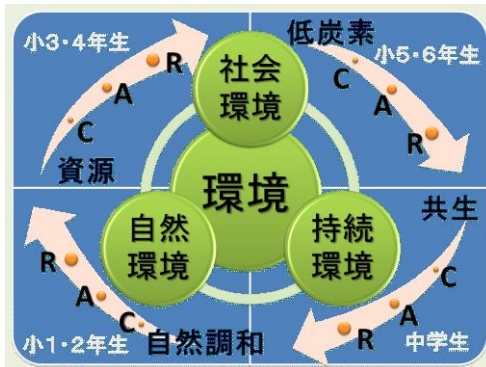 小3・4年生
R
A
C
資源
低炭素
小5・6年生
C
A
R
社会
環境
環境
自然
環境
持続
環境
共生
C
A
R
中学生
R
A
C
小1・2年生
自然調和